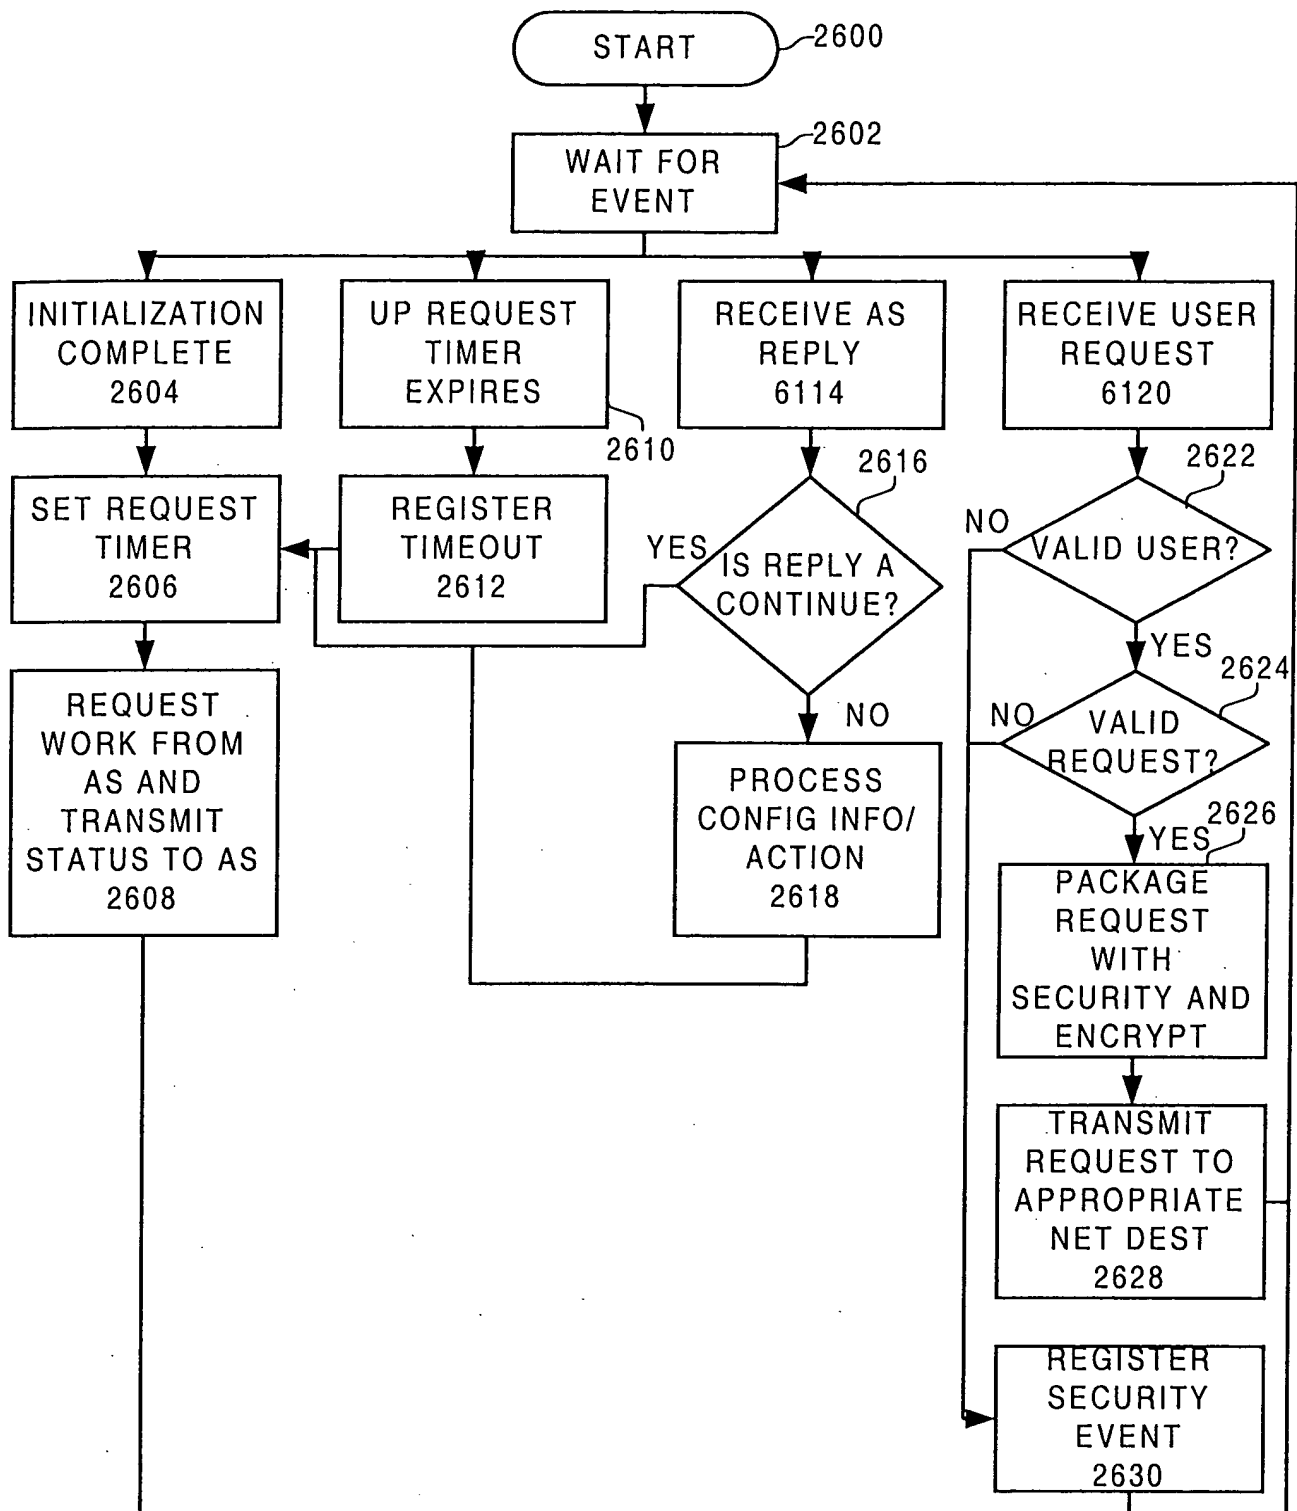 START
2600
2602
WAIT FOR
EVENT
INITIALIZATION
COMPLETE
2604
UP REQUEST
TIMER
EXPIRES
2610
RECEIVE AS
REPLY
6114
RECEIVE USER
REQUEST
6120
SET REQUEST
TIMER
2606
REGISTER
TIMEOUT
2612
2616
YES
IS REPLY A
CONTINUE?
NO
2622
NO
VALID USER?
YES
2624
NO
VALID
REQUEST?
YES
2626
REQUEST
WORK FROM
AS AND
TRANSMIT
STATUS TO AS
2608
PROCESS
CONFIG INFO/
ACTION
2618
PACKAGE
REQUEST
WITH
SECURITY AND
ENCRYPT
TRANSMIT
REQUEST TO
APPROPRIATE
NET DEST
2628
REGISTER
SECURITY
EVENT
2630